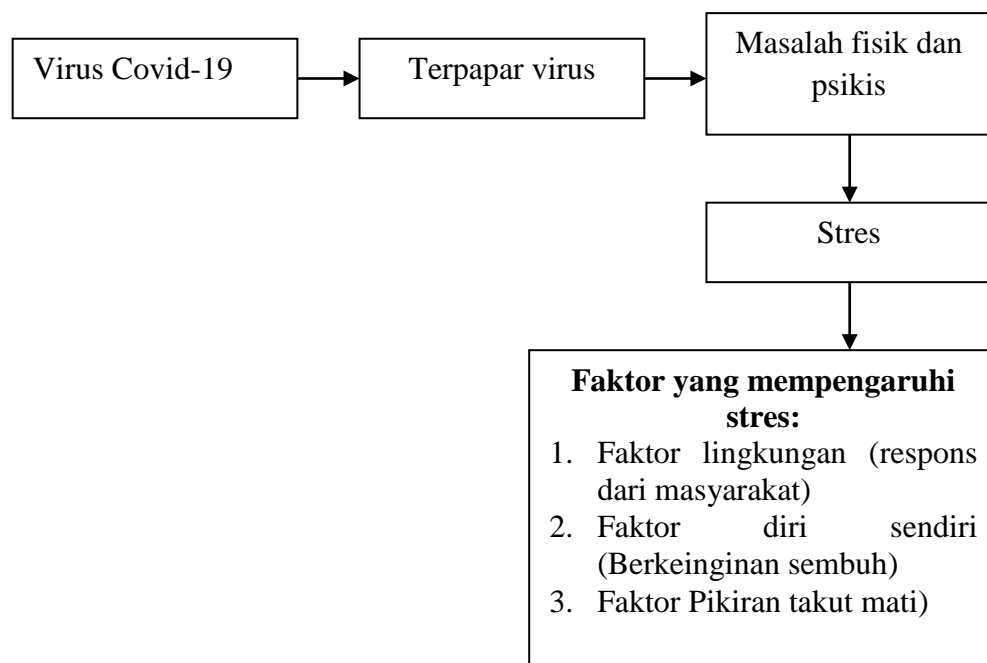 Virus Covid-19
Terpapar virus
Masalah fisik dan
psikis
Stres
Faktor yang mempengaruhi
stres:
1. Faktor lingkungan (respons
dari masyarakat)
2. Faktor diri sendiri
(Berkeinginan sembuh)
3. Faktor Pikiran takut mati)